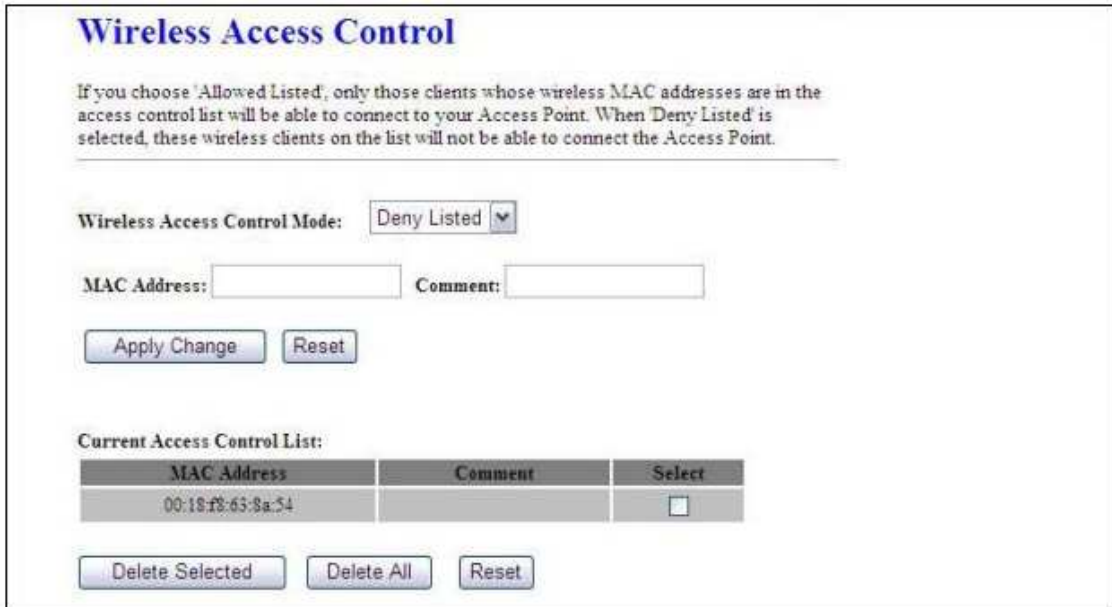 Wireless Access Control
If you choose 'Allowed Listed', only those clients whose wireless MAC addresses are in the
access control list will be able to connect to your Access Point. When 'Deny Listed' is
selected, these wireless clients on the list will not be able to connect the Access Point.
Wireless Access Control Mode: Deny Listed
MAC Address: Comment:
Apply Change Reset
Current Access Control List:
MAC Address Comment Select
00:18:f8:63:8a:54
Delete Selected Delete All Reset